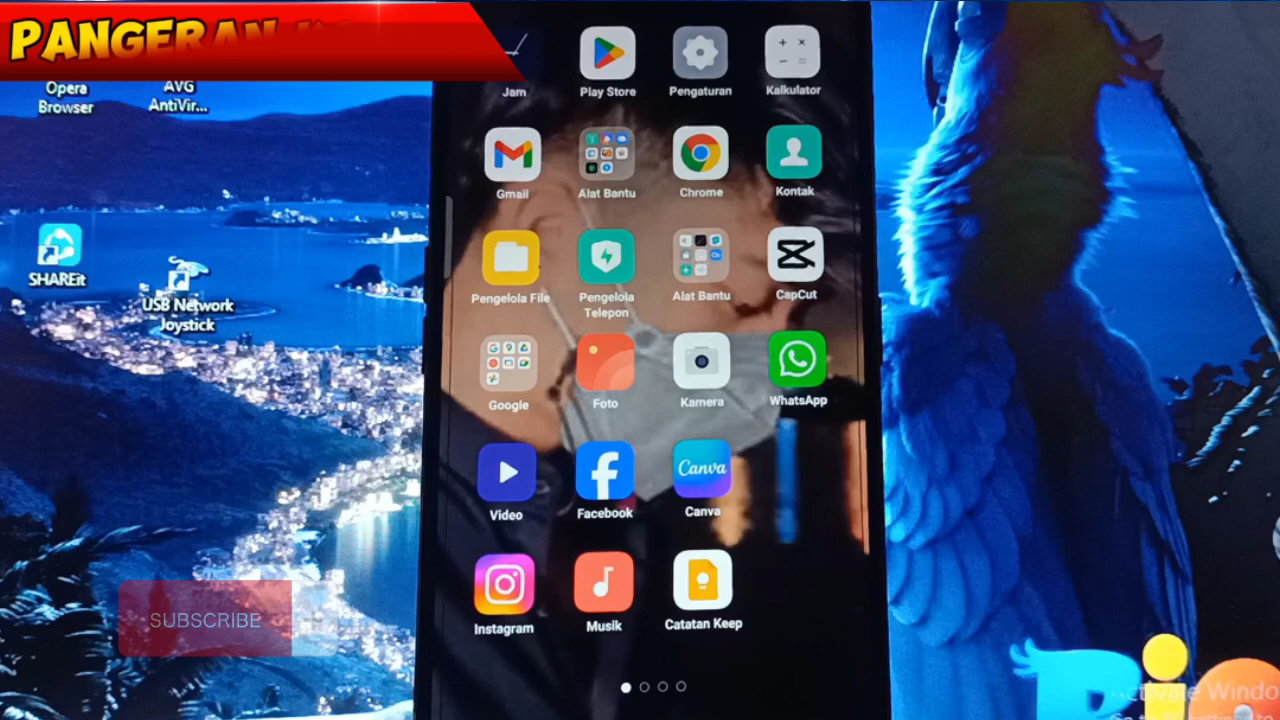 PANGERAN
Opera
Browser
AVG
AntiVir...
SHAREit
USB Network
Joystick
Jam
Play Store
Pengaturan
Kalkulator
Gmail
Alat Bantu
Chrome
Kontak
Pengelola File
Pengelola
Telepon
Alat Bantu
CapCut
Google
Foto
Kamera
WhatsApp
Video
Facebook
Canva
Canva
Instagram
Musik
Catatan Keep
SUBSCRIBE
Activate Windo